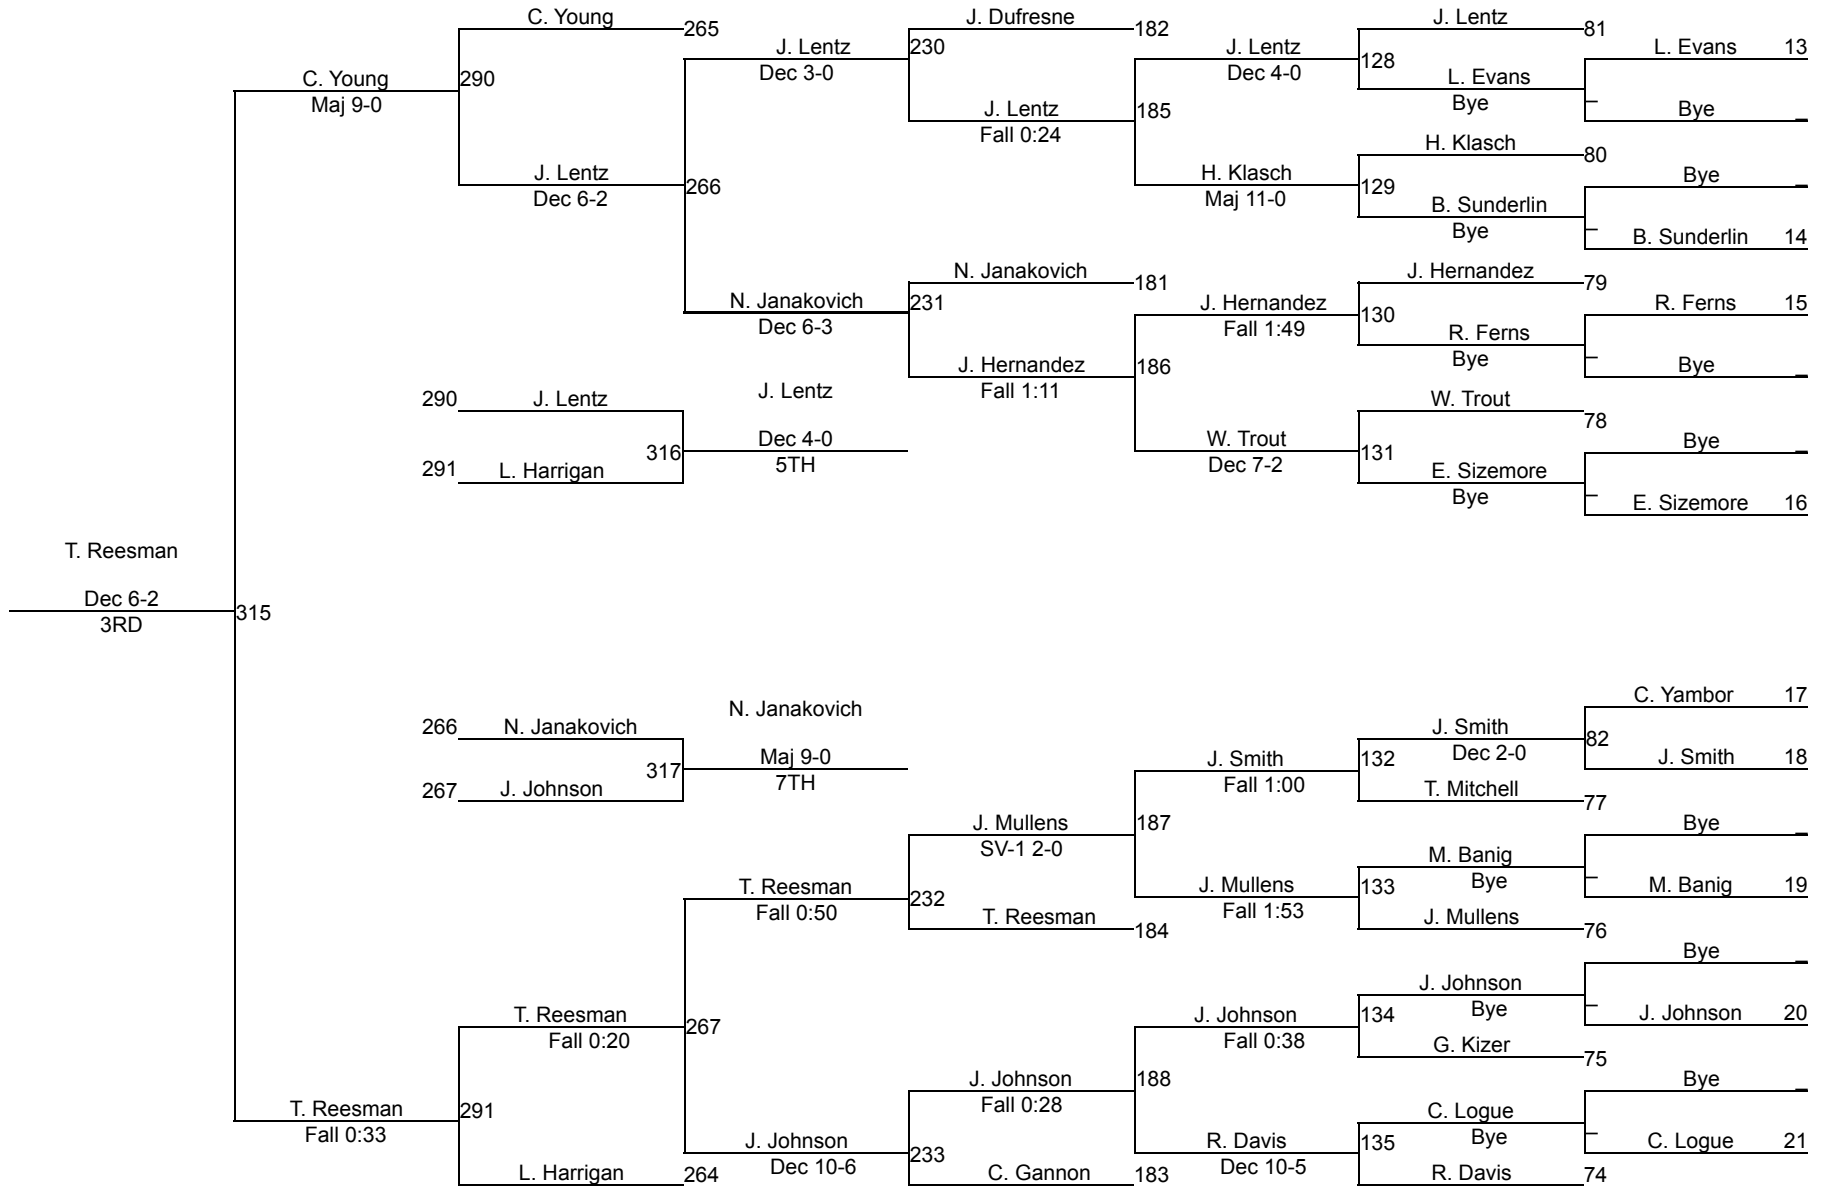 C. Young
265
J. Dufresne
182
J. Lentz
81
J. Lentz
Dec 3-0
230
J. Lentz
Dec 4-0
128
L. Evans 13
C. Young
Maj 9-0
290
L. Evans
Bye
_
Bye _
J. Lentz
Fall 0:24
185
H. Klasch
80
J. Lentz
Dec 6-2
266
H. Klasch
Maj 11-0
129
Bye _
B. Sunderlin
Bye
_
B. Sunderlin 14
N. Janakovich
181
J. Hernandez
79
N. Janakovich
Dec 6-3
231
J. Hernandez
Fall 1:49
130
R. Ferns 15
R. Ferns
Bye
_
Bye _
J. Hernandez
Fall 1:11
186
290 J. Lentz
J. Lentz
W. Trout
78
316
Dec 4-0
5TH
W. Trout
Dec 7-2
131
Bye _
291 L. Harrigan
E. Sizemore
Bye
_
E. Sizemore 16
T. Reesman
Dec 6-2
3RD
315
C. Yambor 17
266 N. Janakovich
N. Janakovich
J. Smith
Dec 2-0
82
317
Maj 9-0
7TH
J. Smith
Fall 1:00
132
J. Smith 18
267 J. Johnson
T. Mitchell
77
J. Mullens
SV-1 2-0
187
Bye _
M. Banig
Bye
_
T. Reesman
Fall 0:50
232
J. Mullens
Fall 1:53
133
M. Banig 19
T. Reesman
184
J. Mullens
76
Bye _
J. Johnson
Bye
_
T. Reesman
Fall 0:20
267
J. Johnson
Fall 0:38
134
J. Johnson 20
G. Kizer
75
J. Johnson
Fall 0:28
188
Bye _
T. Reesman
Fall 0:33
291
C. Logue
Bye
_
J. Johnson
Dec 10-6
233
R. Davis
Dec 10-5
135
C. Logue 21
L. Harrigan
264
C. Gannon
183
R. Davis
74